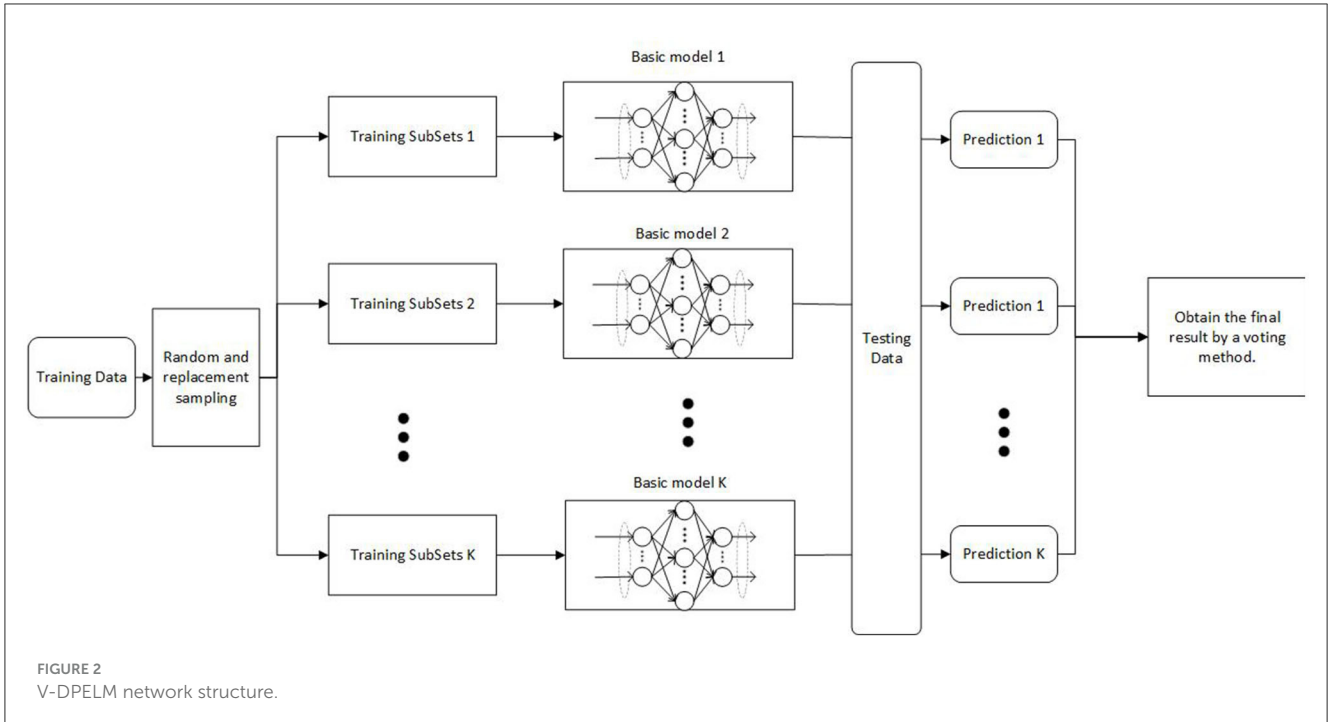 Basic model 1
Training SubSets 1
Prediction 1
Basic model 2
Training SubSets 2
Prediction 1
Training Data
Random and
replacement
sampling
Testing
Data
Obtain the final
result by a voting
method.
Basic model K
Training SubSets K
Prediction K
FIGURE 2
V-DPELM network structure.